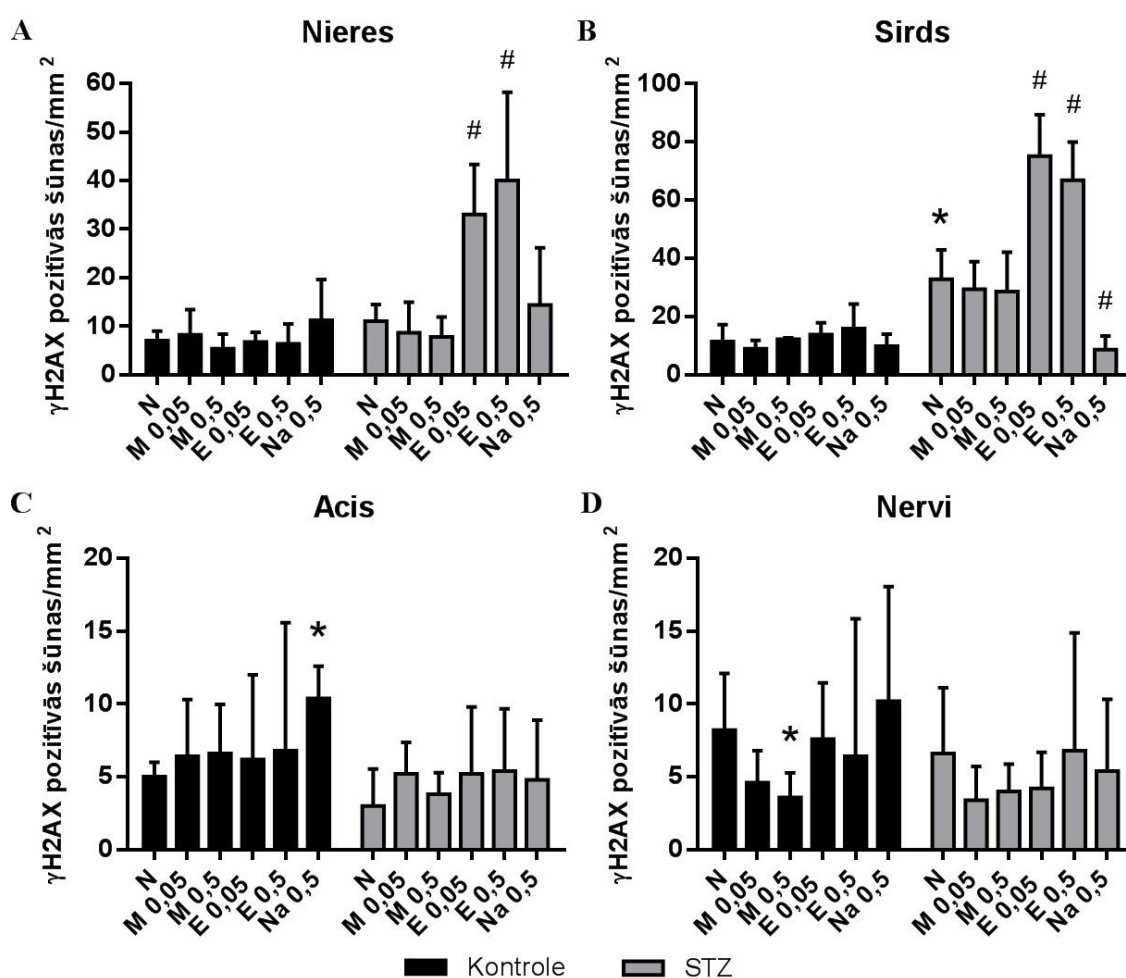 A
Nieres
γH2AX pozitīvās šūnas/mm²
60
50
40
30
20
10
0
# #
N M 0,05 M 0,5 E 0,05 E 0,5 Na 0,5 N M 0,05 M 0,5 E 0,05 E 0,5 Na 0,5
B
Sirds
γH2AX pozitīvās šūnas/mm²
100
80
60
40
20
0
* # # #
N M 0,05 M 0,5 E 0,05 E 0,5 Na 0,5 N M 0,05 M 0,5 E 0,05 E 0,5 Na 0,5
C
Acis
γH2AX pozitīvās šūnas/mm²
20
15
10
5
0
*
N M 0,05 M 0,5 E 0,05 E 0,5 Na 0,5 N M 0,05 M 0,5 E 0,05 E 0,5 Na 0,5
D
Nervi
γH2AX pozitīvās šūnas/mm²
20
15
10
5
0
*
N M 0,05 M 0,5 E 0,05 E 0,5 Na 0,5 N M 0,05 M 0,5 E 0,05 E 0,5 Na 0,5
Kontrole STZ